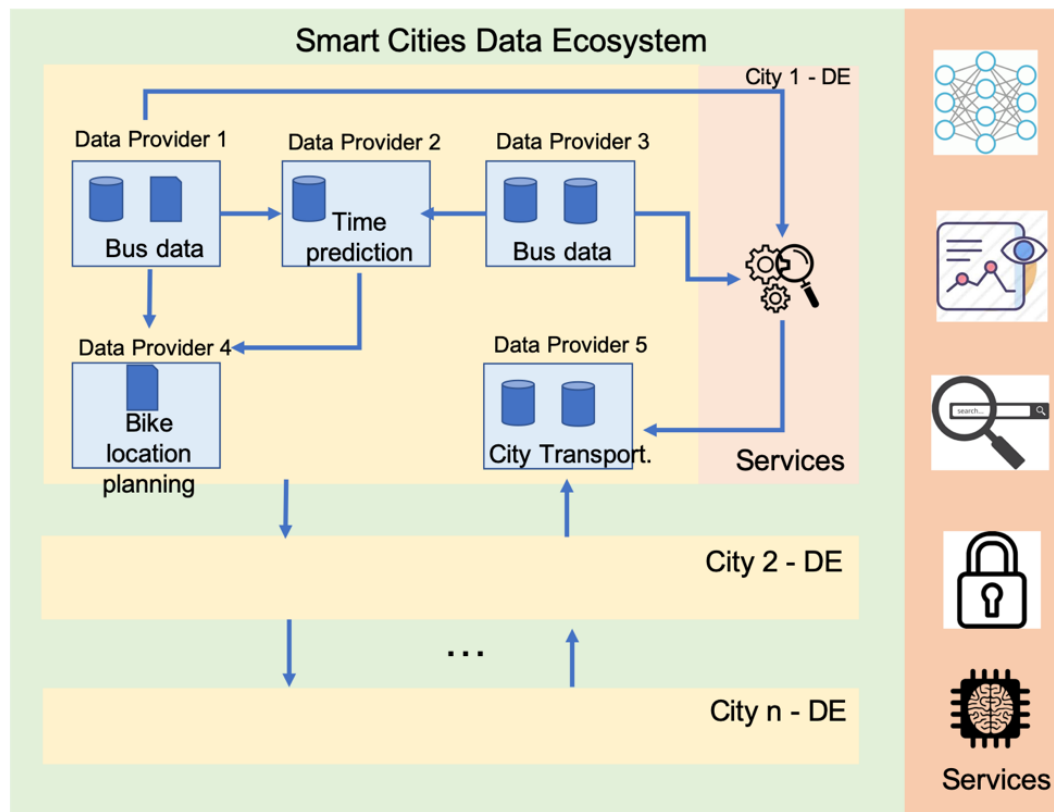 Smart Cities Data Ecosystem
City 1 - DE
Data Provider 1
Data Provider 2
Data Provider 3
Bus data
Time
prediction
Bus data
Data Provider 4
Data Provider 5
Bike
location
planning
City Transport.
Services
City 2 - DE
...
City n - DE
search...
Services